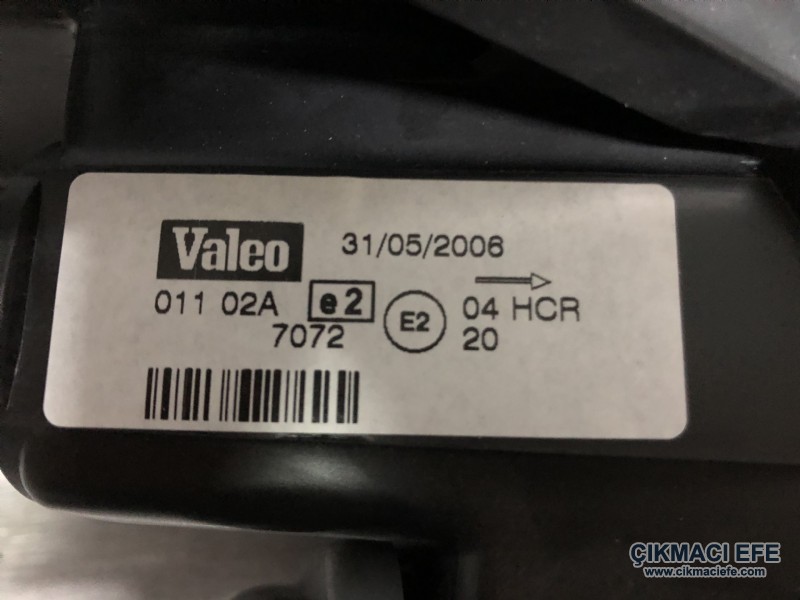 Valeo 31/05/2006
011 02A e2 E2 04 HCR
7072 20
ÇIKMACI EFE
www.cikmaciefe.com